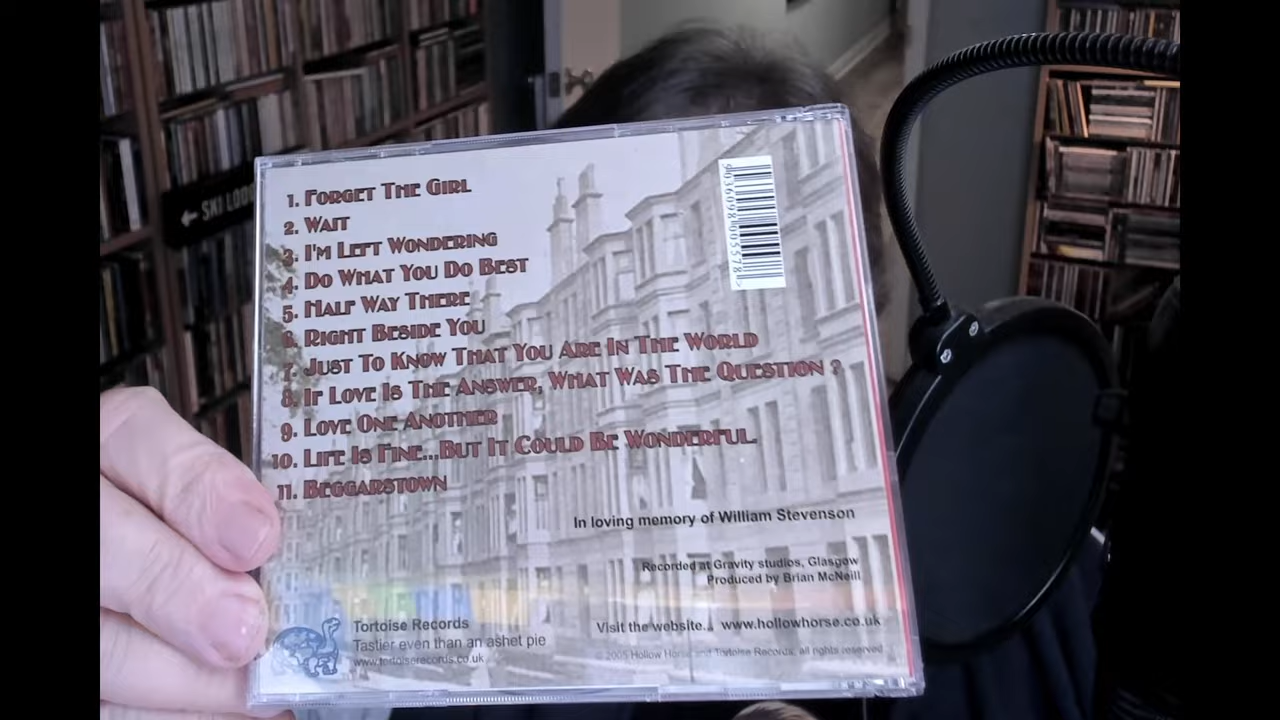 ← SKI LOD
1. FORGET THE GIRL
2. WAIT
3. I'M LEFT WONDERING
4. DO WHAT YOU DO BEST
5. HALF WAY THERE
6. RIGHT BESIDE YOU
7. JUST TO KNOW THAT YOU ARE IN THE WORLD
8. IF LOVE IS THE ANSWER, WHAT WAS THE QUESTION ?
9. LOVE ONE ANOTHER
10. LIFE IS FINE...BUT IT COULD BE WONDERFUL
11. BEGGARSTOWN
In loving memory of William Stevenson
Recorded at Gravity studios, Glasgow
Produced by Brian McNeill
Tortoise Records
Tastier even than an ashet pie
www.tortoiserecords.co.uk
Visit the website... www.hollowhorse.co.uk
© 2005 Hollow Horse and Tortoise Records, all rights reserved